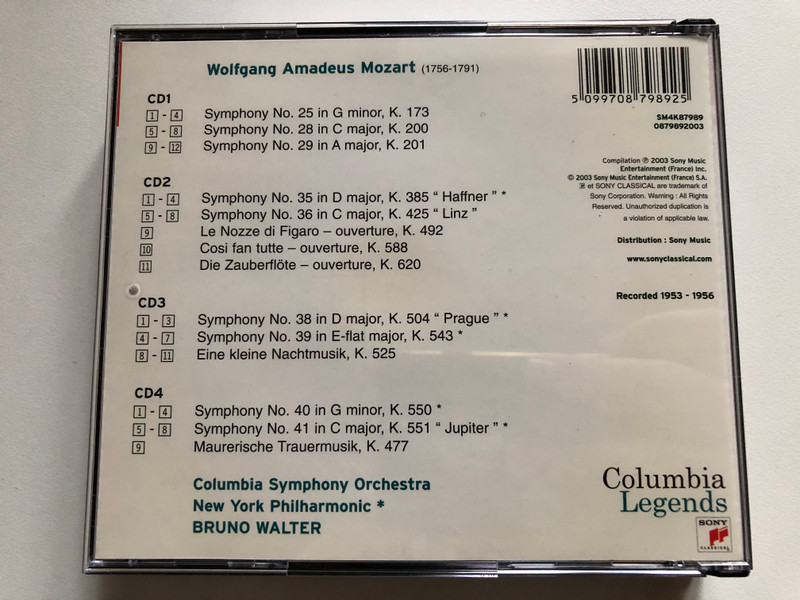 Wolfgang Amadeus Mozart (1756-1791)
CD1
1 - 4 Symphony No. 25 in G minor, K. 173
5 - 8 Symphony No. 28 in C major, K. 200
9 - 12 Symphony No. 29 in A major, K. 201
CD2
1 - 4 Symphony No. 35 in D major, K. 385 " Haffner " *
5 - 8 Symphony No. 36 in C major, K. 425 " Linz "
9 Le Nozze di Figaro – ouverture, K. 492
10 Cosi fan tutte – ouverture, K. 588
11 Die Zauberflöte – ouverture, K. 620
CD3
1 - 3 Symphony No. 38 in D major, K. 504 " Prague " *
4 - 7 Symphony No. 39 in E-flat major, K. 543 *
8 - 11 Eine kleine Nachtmusik, K. 525
CD4
1 - 4 Symphony No. 40 in G minor, K. 550 *
5 - 8 Symphony No. 41 in C major, K. 551 " Jupiter " *
9 Maurerische Trauermusik, K. 477
Columbia Symphony Orchestra
New York Philharmonic *
BRUNO WALTER
5 099708 798925
SM4K87989
0879892003
Compilation ℗ 2003 Sony Music
Entertainment (France) Inc.
© 2003 Sony Music Entertainment (France) S.A.
et SONY CLASSICAL are trademark of
Sony Corporation. Warning : All Rights
Reserved. Unauthorized duplication is
a violation of applicable law.
Distribution : Sony Music
www.sonyclassical.com
Recorded 1953 - 1956
Columbia
Legends
SONY
CLASSICAL